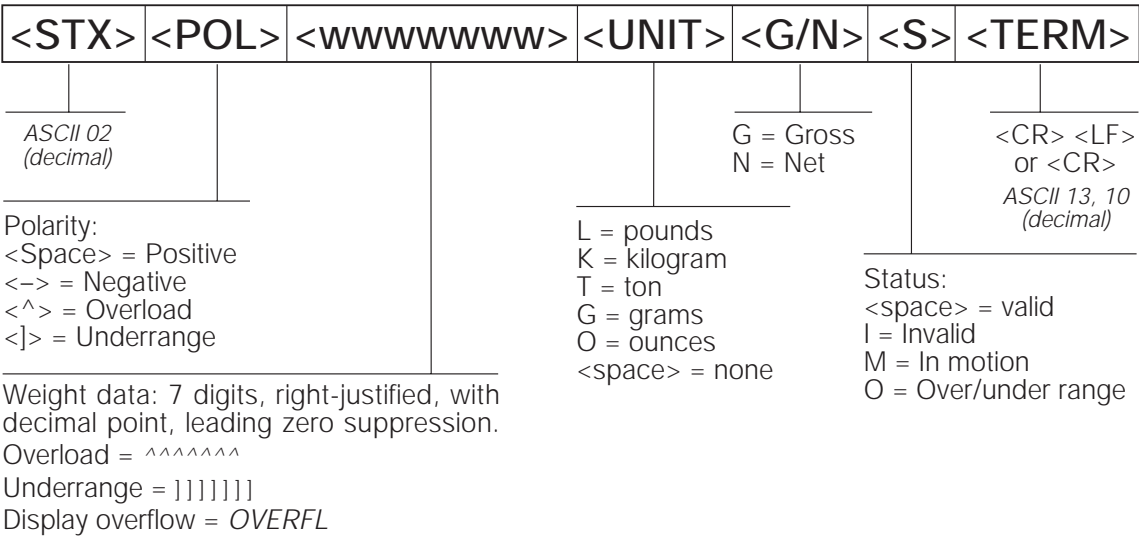 <STX> <POL> <wwwwwww> <UNIT> <G/N> <S> <TERM>
ASCII 02
(decimal)
Polarity:
<Space> = Positive
<–> = Negative
<^> = Overload
<]> = Underrange
Weight data: 7 digits, right-justified, with
decimal point, leading zero suppression.
Overload = ^^^^^^^
Underrange = ]]]]]]]
Display overflow = OVERFL
L = pounds
K = kilogram
T = ton
G = grams
O = ounces
<space> = none
G = Gross
N = Net
Status:
<space> = valid
I = Invalid
M = In motion
O = Over/under range
<CR> <LF>
or <CR>
ASCII 13, 10
(decimal)